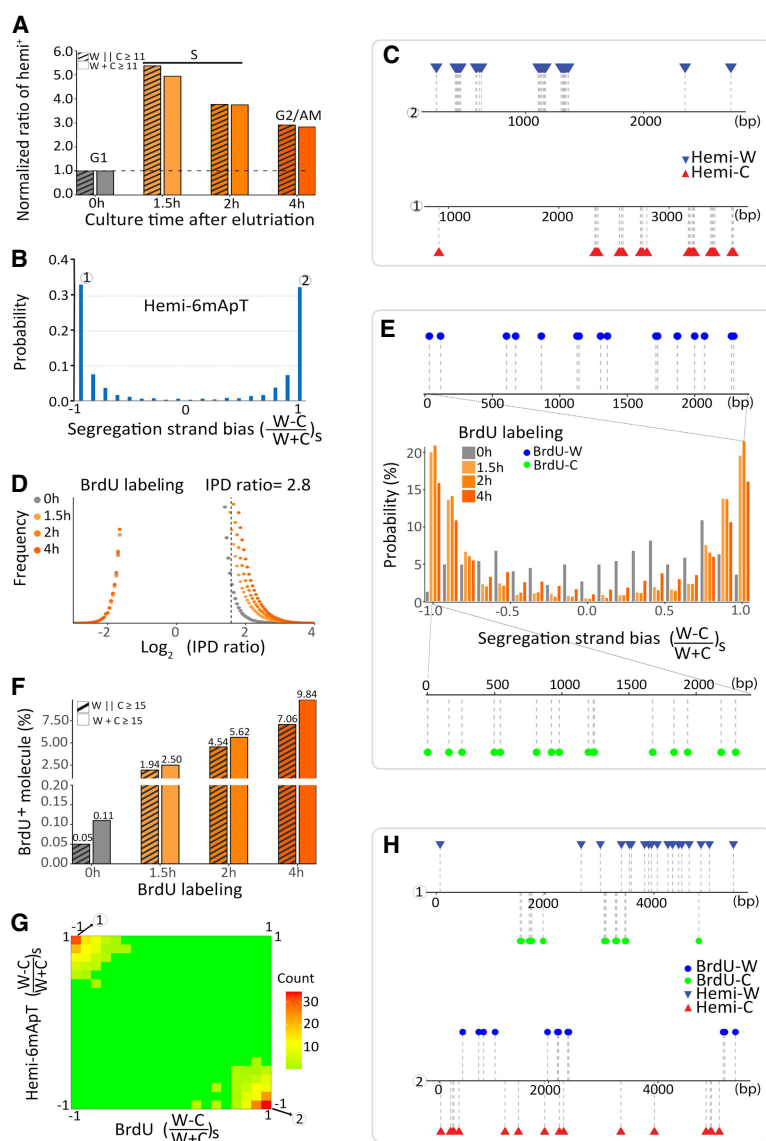 A
Normalized ratio of hemi⁺
6.0
5.0
4.0
3.0
2.0
1.0
0.0
W || C ≥ 11
W + C ≥ 11
S
G1
G2/AM
0h
1.5h
2h
4h
Culture time after elutriation
B
Probability
0.4
0.3
0.2
0.1
0.0
1
2
Hemi-6mApT
-1
0
1
Segregation strand bias (W-C/W+C)S
C
2
1000
2000
(bp)
Hemi-W
Hemi-C
1
1000
2000
3000
(bp)
D
0h
1.5h
2h
4h
BrdU labeling
IPD ratio= 2.8
Frequency
-2
0
2
4
Log2 (IPD ratio)
E
0
500
1000
1500
2000
(bp)
BrdU labeling
0h
1.5h
2h
4h
BrdU-W
BrdU-C
Probability (%)
20
15
10
5
0
-1.0
-0.5
0.0
0.5
1.0
Segregation strand bias (W-C/W+C)S
0
500
1000
1500
2000
(bp)
F
BrdU⁺ molecule (%)
W || C ≥ 15
W + C ≥ 15
7.50
5.00
2.50
0.20
0.15
0.10
0.05
0.00
0.05
0.11
1.94
2.50
4.54
5.62
7.06
9.84
0h
1.5h
2h
4h
BrdU labeling
G
Hemi-6mApT (W-C/W+C)S
1
-1
1
1
Count
30
20
10
-1
-1
1
2
BrdU (W-C/W+C)S
H
1
0
2000
4000
(bp)
BrdU-W
BrdU-C
Hemi-W
Hemi-C
2
0
2000
4000
(bp)